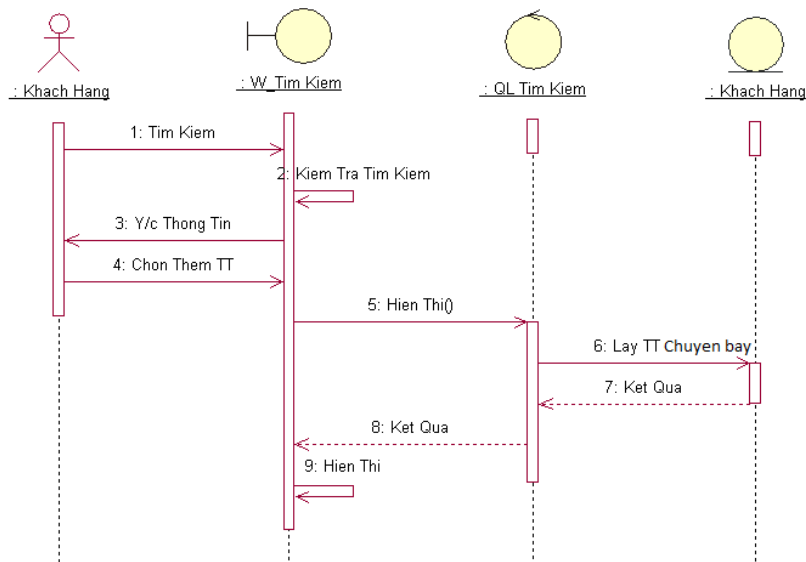 : Khach Hang
: W_Tim Kiem
: QL Tim Kiem
: Khach Hang
1: Tim Kiem
2: Kiem Tra Tim Kiem
3: Y/c Thong Tin
4: Chon Them TT
5: Hien Thi()
6: Lay TT Chuyen bay
7: Ket Qua
8: Ket Qua
9: Hien Thi